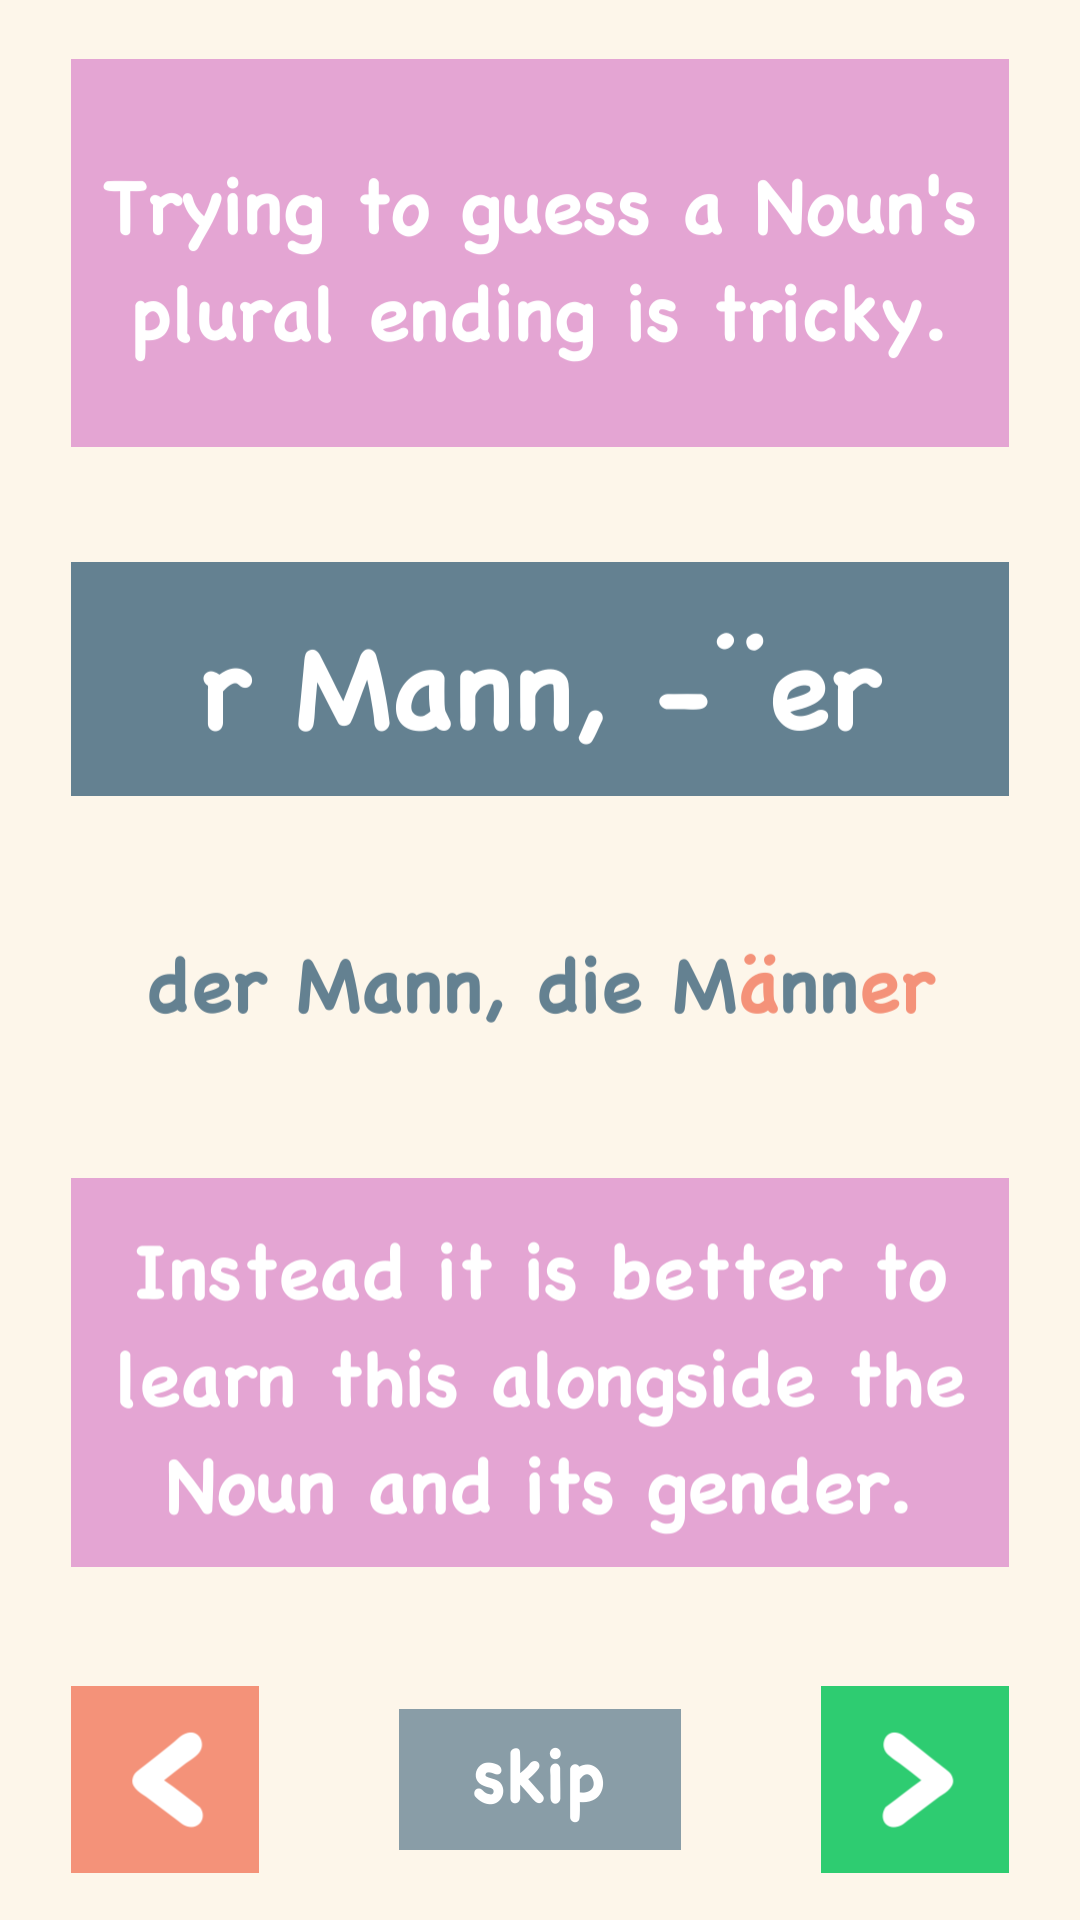 Trying to guess a Noun's
plural ending is tricky.
r Mann, -¨er
der Mann, die Männer
Instead it is better to
learn this alongside the
Noun and its gender.
< skip >